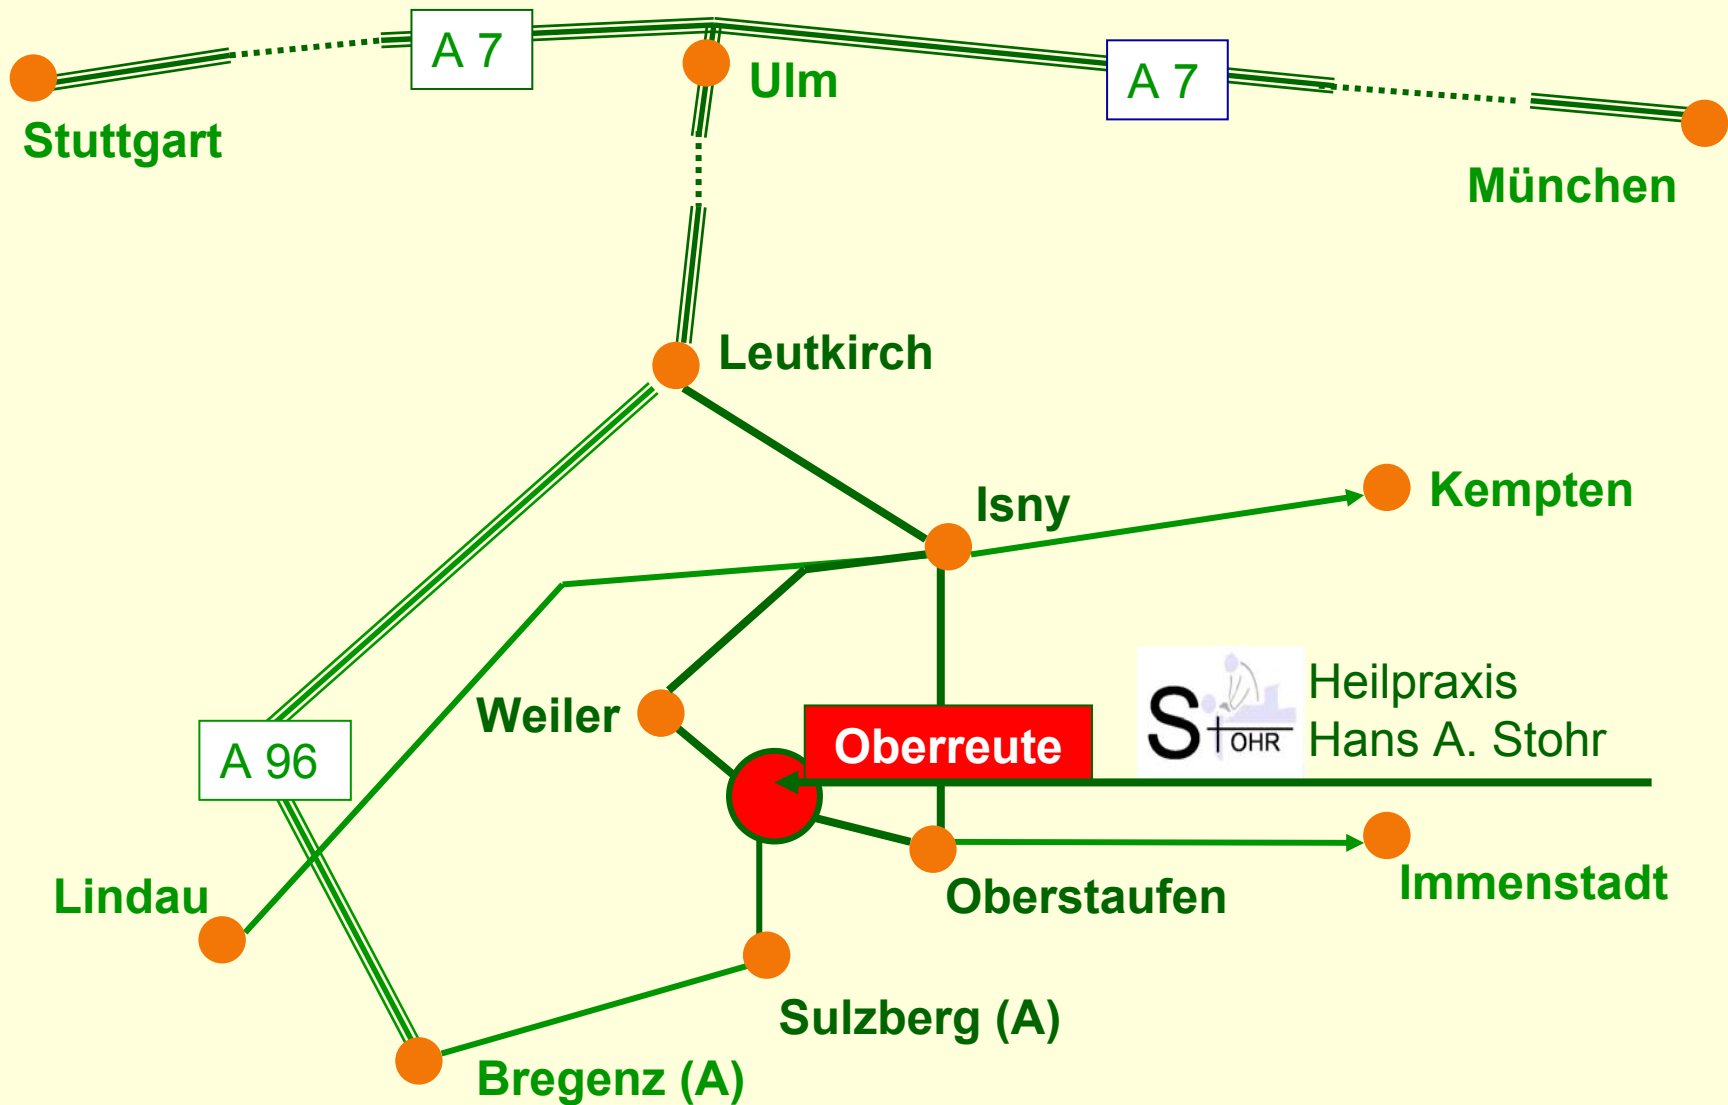 A 7
Ulm
A 7
Stuttgart
München
Leutkirch
Kempten
Isny
Heilpraxis
Hans A. Stohr
STOHR
Weiler
Oberreute
A 96
Lindau
Oberstaufen
Immenstadt
Sulzberg (A)
Bregenz (A)